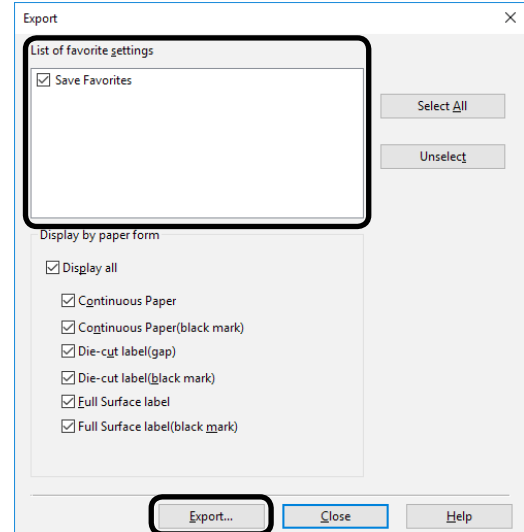 Export
List of favorite settings
Save Favorites
Select All
Unselect
Display by paper form
Display all
Continuous Paper
Continuous Paper(black mark)
Die-cut label(gap)
Die-cut label(black mark)
Full Surface label
Full Surface label(black mark)
Export...
Close
Help